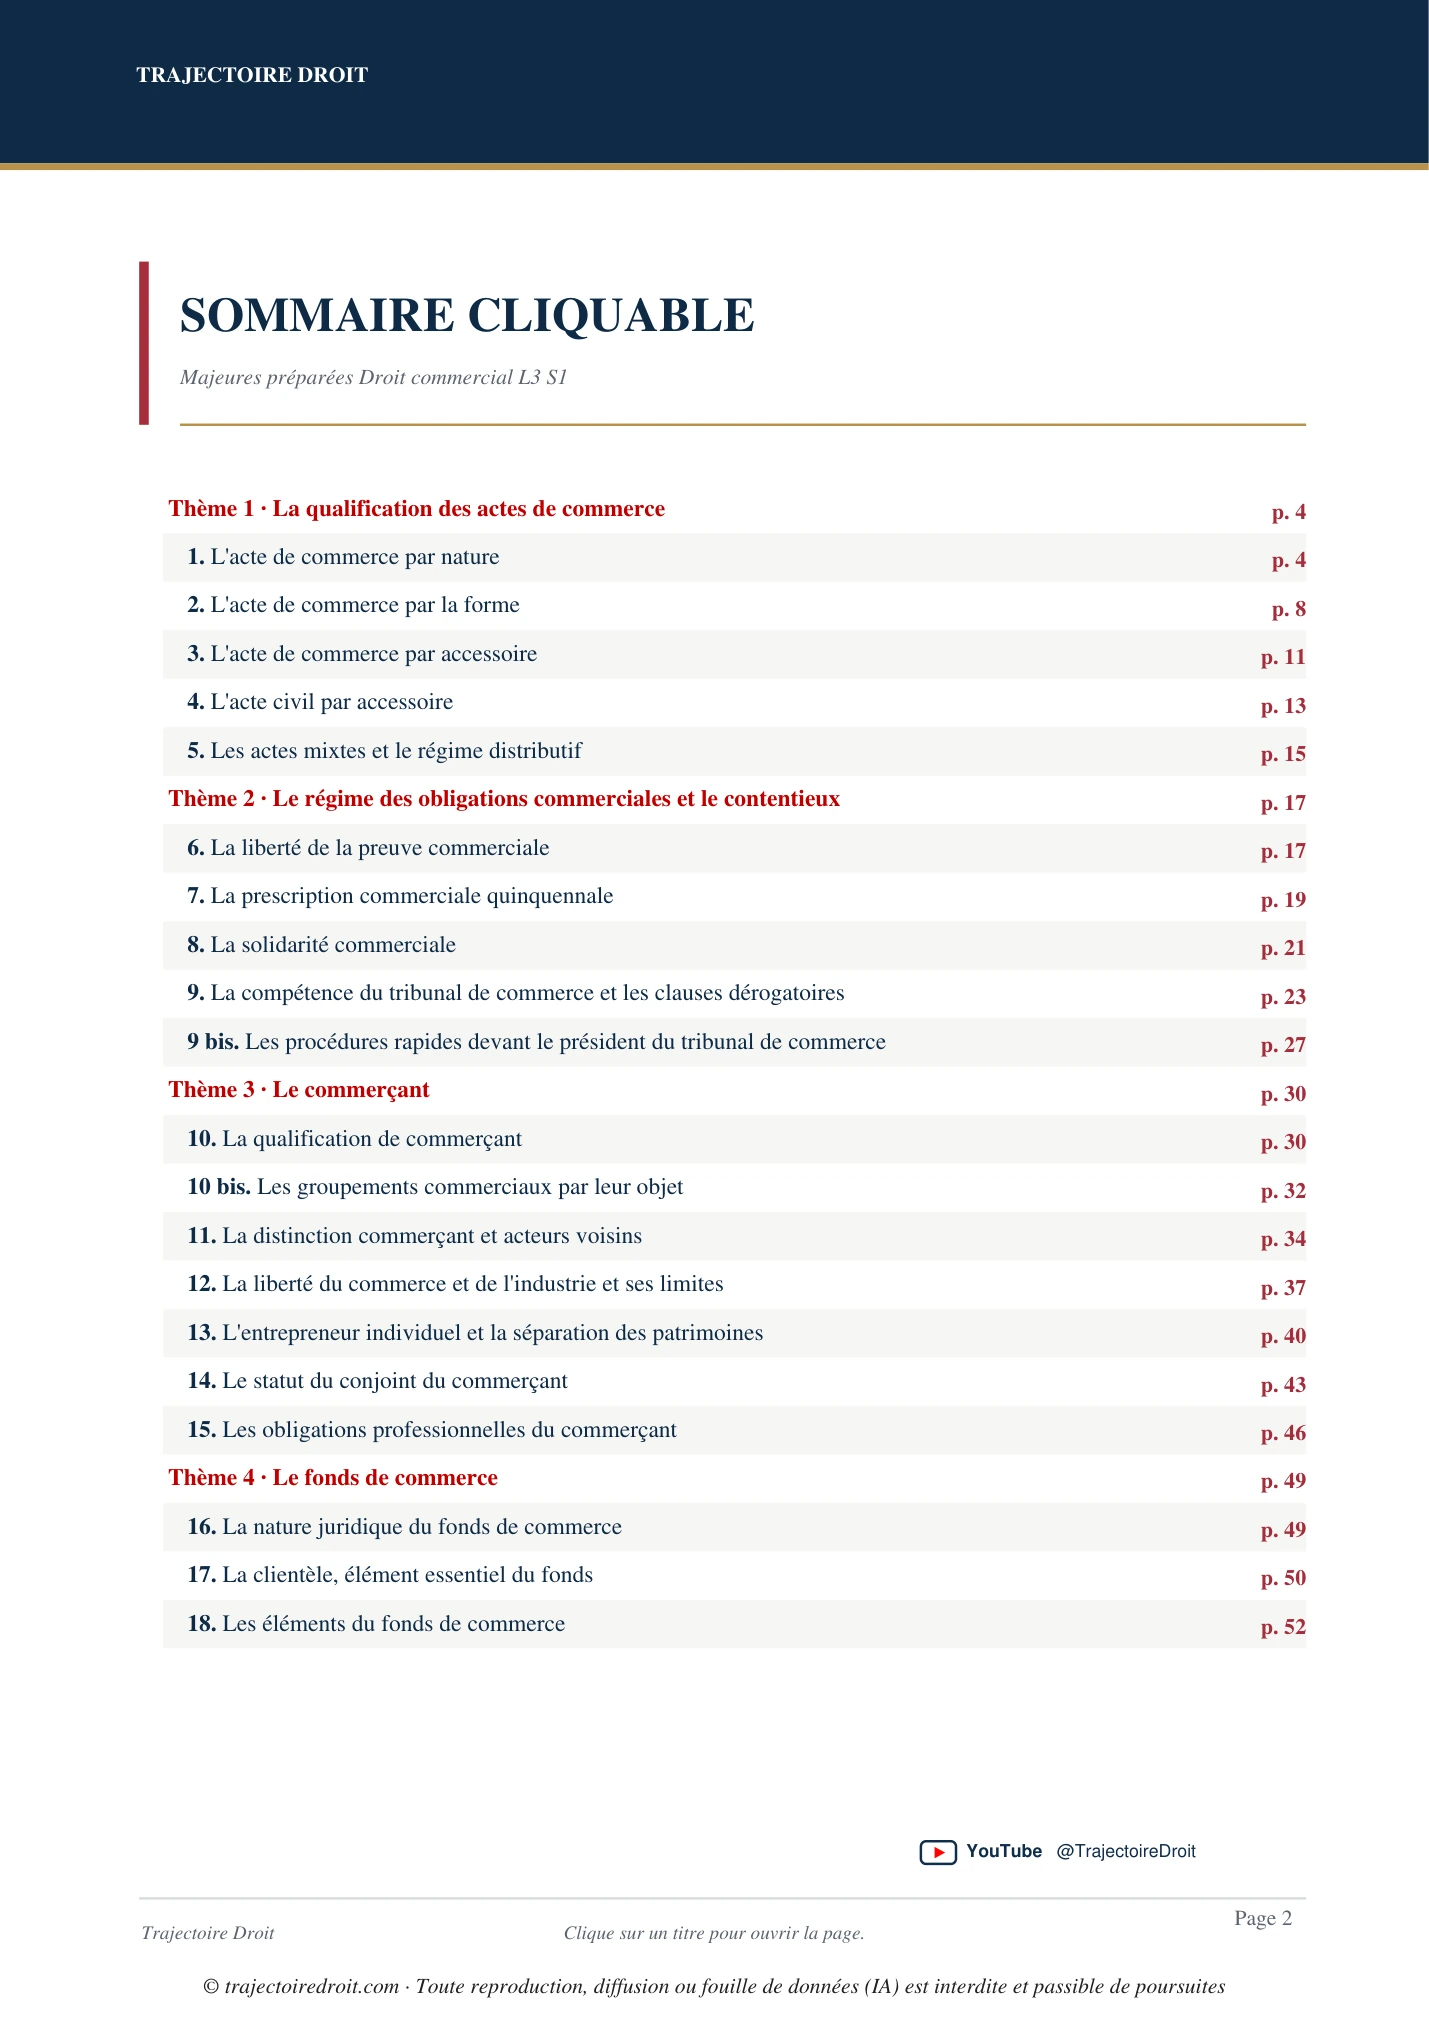 TRAJECTOIRE DROIT
SOMMAIRE CLIQUABLE
Majeures préparées Droit commercial L3 S1
Thème 1 · La qualification des actes de commerce p. 4
1. L'acte de commerce par nature p. 4
2. L'acte de commerce par la forme p. 8
3. L'acte de commerce par accessoire p. 11
4. L'acte civil par accessoire p. 13
5. Les actes mixtes et le régime distributif p. 15
Thème 2 · Le régime des obligations commerciales et le contentieux p. 17
6. La liberté de la preuve commerciale p. 17
7. La prescription commerciale quinquennale p. 19
8. La solidarité commerciale p. 21
9. La compétence du tribunal de commerce et les clauses dérogatoires p. 23
9 bis. Les procédures rapides devant le président du tribunal de commerce p. 27
Thème 3 · Le commerçant p. 30
10. La qualification de commerçant p. 30
10 bis. Les groupements commerciaux par leur objet p. 32
11. La distinction commerçant et acteurs voisins p. 34
12. La liberté du commerce et de l'industrie et ses limites p. 37
13. L'entrepreneur individuel et la séparation des patrimoines p. 40
14. Le statut du conjoint du commerçant p. 43
15. Les obligations professionnelles du commerçant p. 46
Thème 4 · Le fonds de commerce p. 49
16. La nature juridique du fonds de commerce p. 49
17. La clientèle, élément essentiel du fonds p. 50
18. Les éléments du fonds de commerce p. 52
YouTube @TrajectoireDroit
Trajectoire Droit Clique sur un titre pour ouvrir la page. Page 2
© trajectoiredroit.com · Toute reproduction, diffusion ou fouille de données (IA) est interdite et passible de poursuites